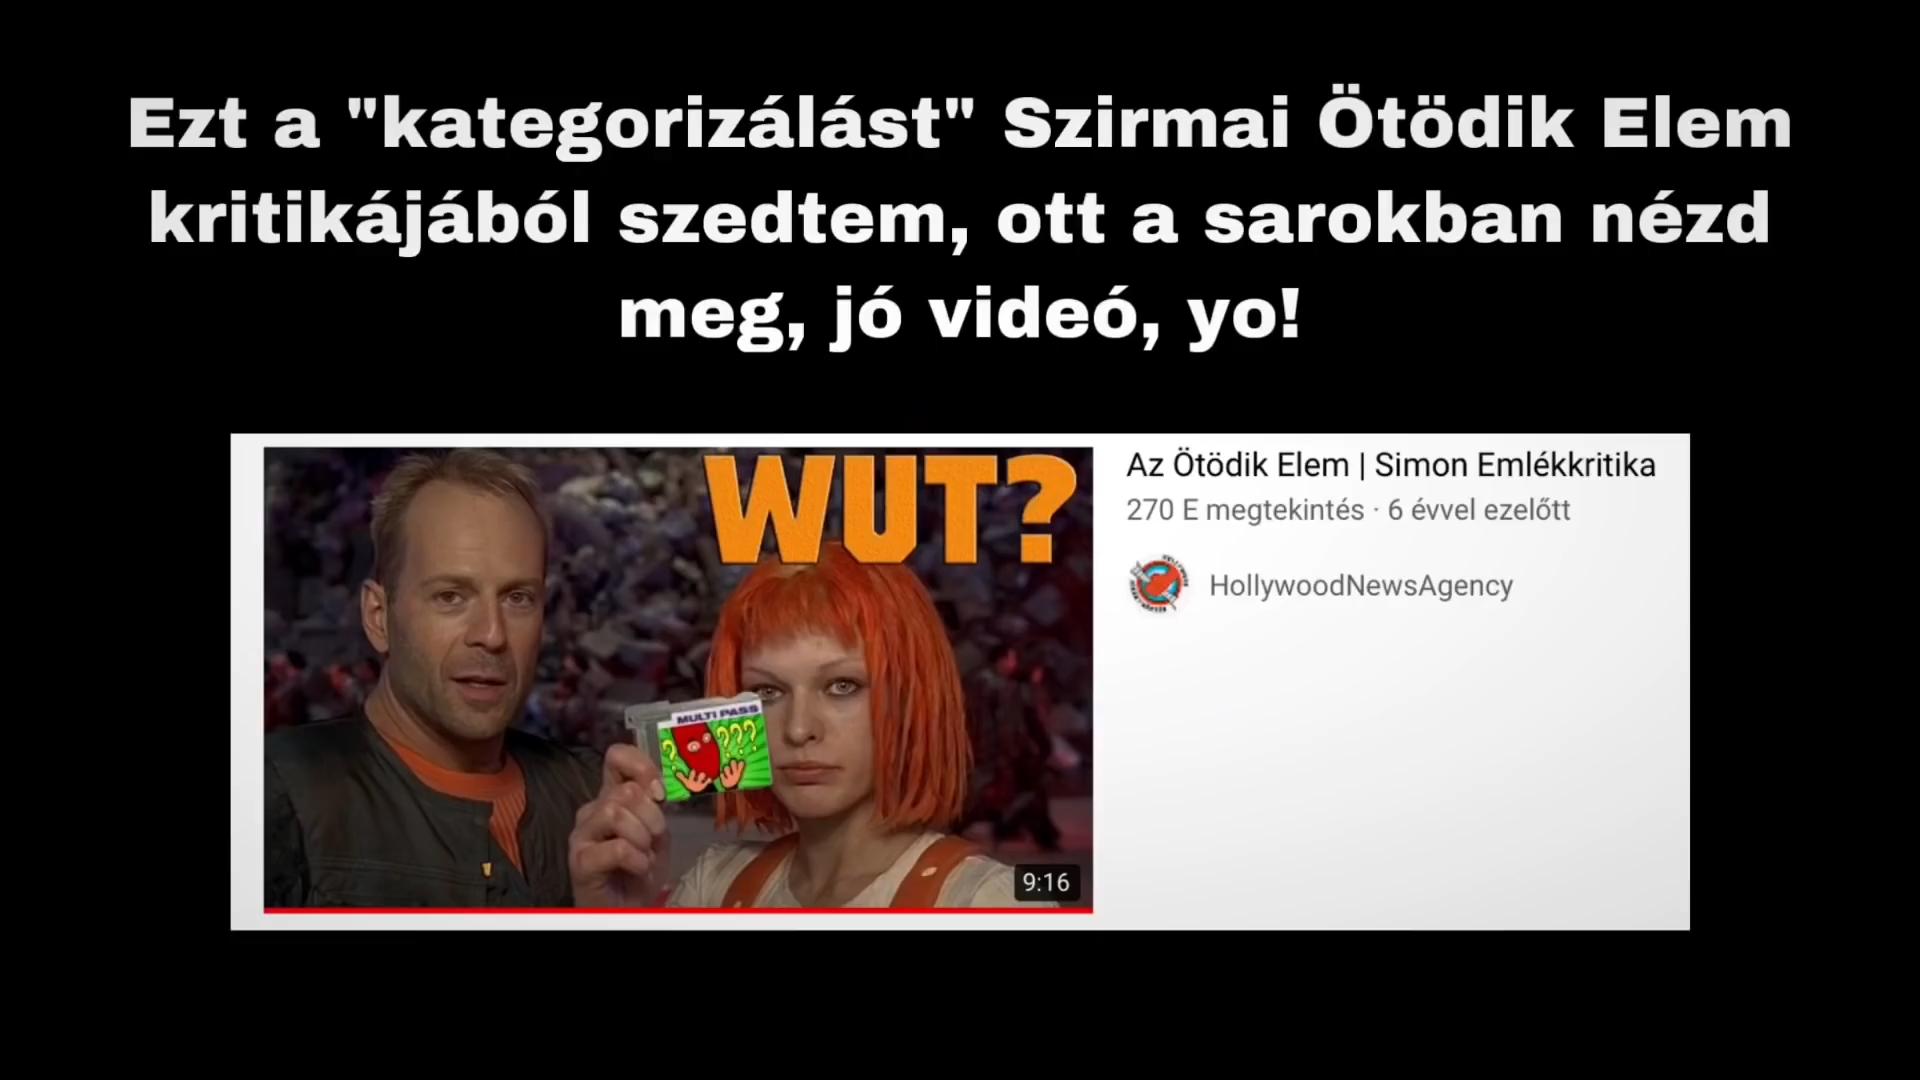 Ezt a "kategorizálást" Szirmai Ötödik Elem
kritikájából szedtem, ott a sarokban nézd
meg, jó videó, yo!
WUT?
MULTI PASS
? ???
9:16
Az Ötödik Elem | Simon Emlékkritika
270 E megtekintés · 6 évvel ezelőtt
HollywoodNewsAgency